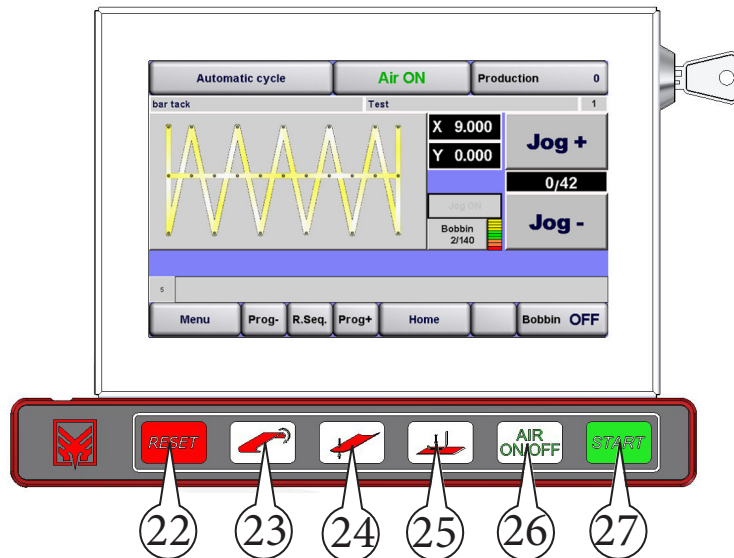 Automatic cycle Air ON Production 0
bar tack Test 1
X 9.000
Y 0.000
Jog +
0/42
Jog ON
Jog -
Bobbin
2/140
5
Menu Prog- R.Seq. Prog+ Home Bobbin OFF
RESET AIR ON/OFF START
22 23 24 25 26 27